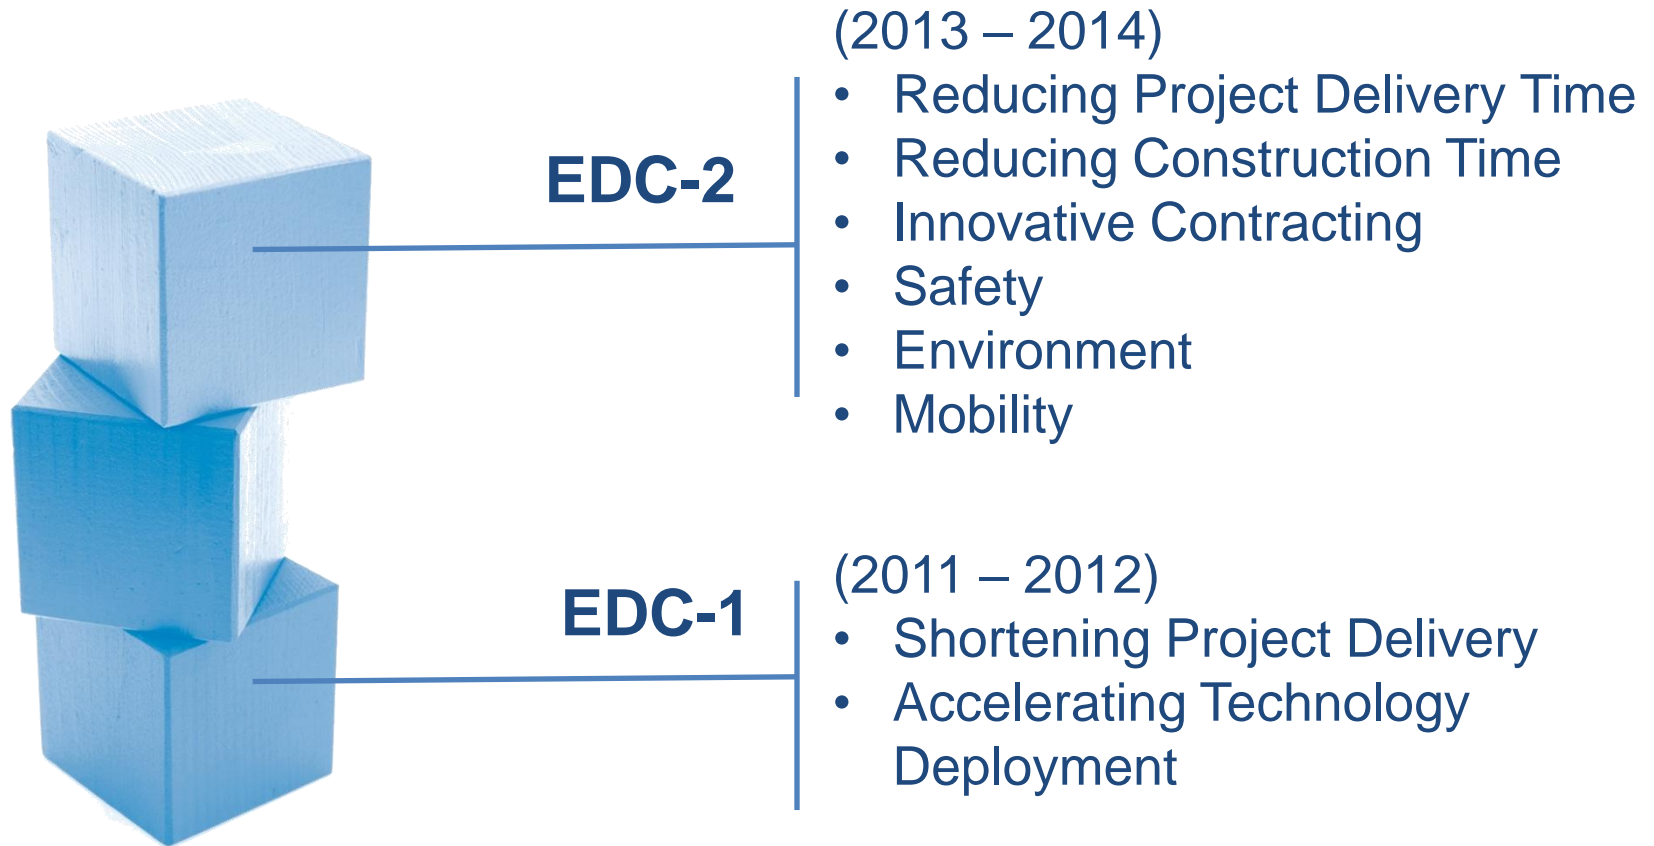 (2013 – 2014)
EDC-2
• Reducing Project Delivery Time
• Reducing Construction Time
• Innovative Contracting
• Safety
• Environment
• Mobility
(2011 – 2012)
EDC-1
• Shortening Project Delivery
• Accelerating Technology
Deployment